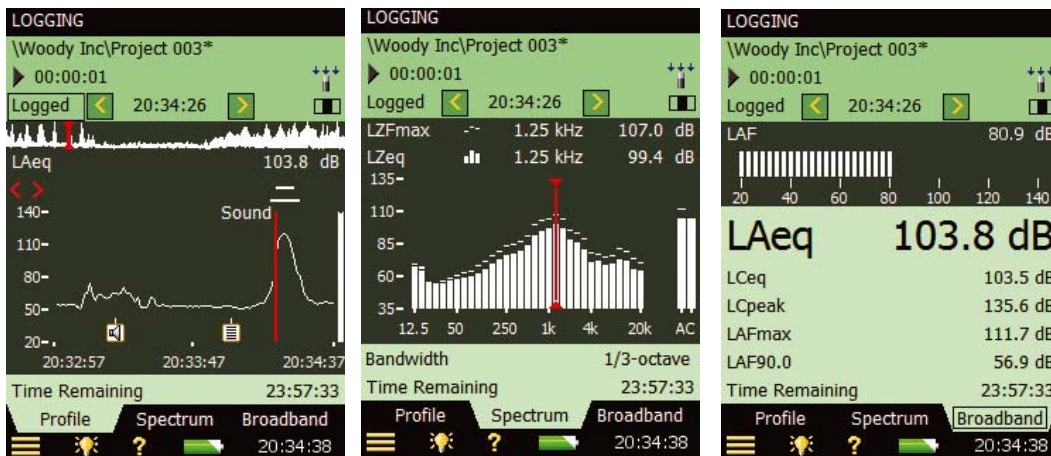 LOGGING
\Woody Inc\Project 003*
00:00:01
Logged < 20:34:26 >
LAeq 103.8 dB
< >
140-
Sound
110-
80-
50-
20-
20:32:57 20:33:47 20:34:37
Time Remaining 23:57:33
Profile Spectrum Broadband
? 20:34:38
LOGGING
\Woody Inc\Project 003*
00:00:01
Logged < 20:34:26 >
LZFmax 1.25 kHz 107.0 dB
LZeq 1.25 kHz 99.4 dB
135-
110-
85-
60-
35-
12.5 50 250 1k 4k 20k AC
Bandwidth 1/3-octave
Time Remaining 23:57:33
Profile Spectrum Broadband
? 20:34:38
LOGGING
\Woody Inc\Project 003*
00:00:01
Logged < 20:34:26 >
LAF 80.9 dB
20 40 60 80 100 120 140
LAeq 103.8 dB
LCeq 103.5 dB
LCpeak 135.6 dB
LAFmax 111.7 dB
LAF90.0 56.9 dB
Time Remaining 23:57:33
Profile Spectrum Broadband
? 20:34:38